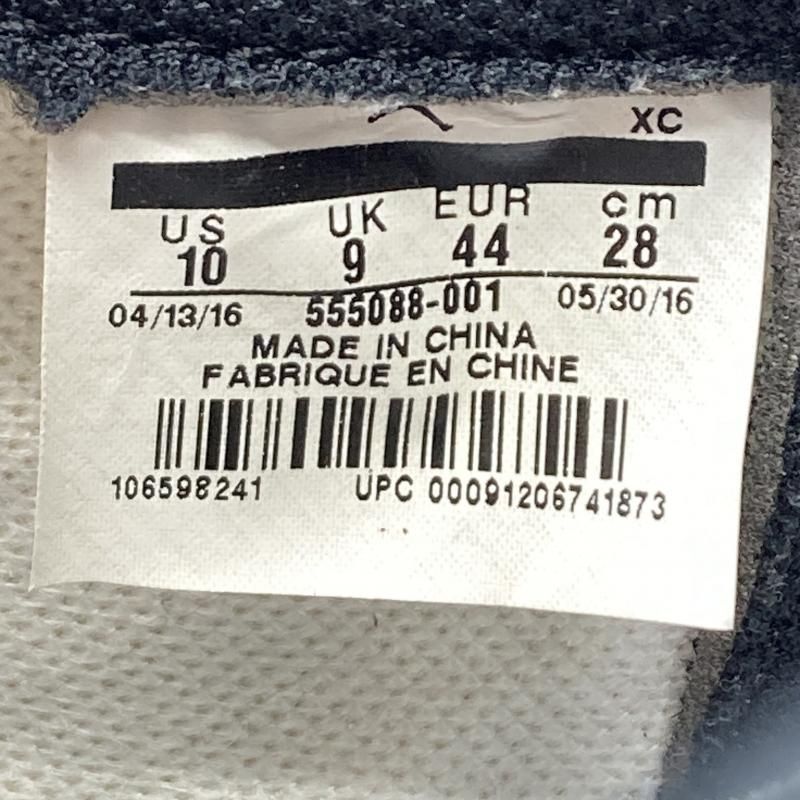 XC
US UK EUR cm
10 9 44 28
04/13/16 555088-001 05/30/16
MADE IN CHINA
FABRIQUE EN CHINE
106598241 UPC 00091206741873